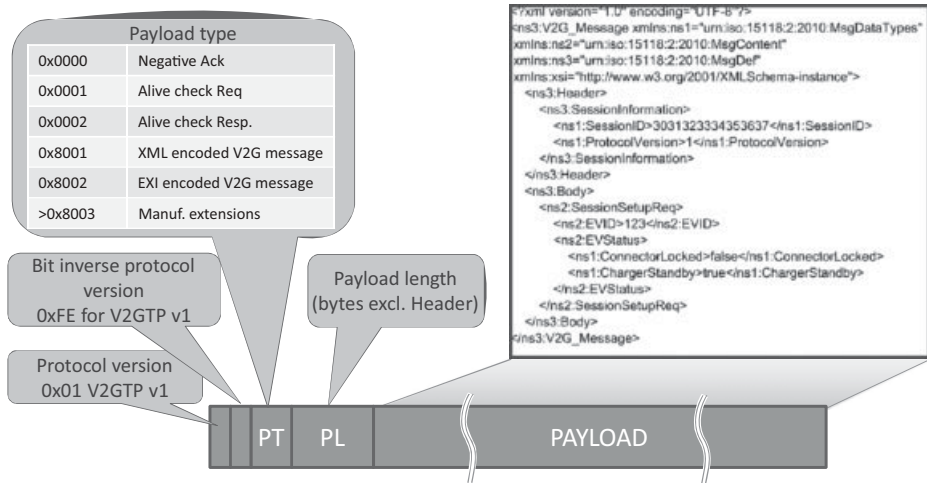 Payload type
0x0000 Negative Ack
0x0001 Alive check Req
0x0002 Alive check Resp.
0x8001 XML encoded V2G message
0x8002 EXI encoded V2G message
>0x8003 Manuf. extensions
Bit inverse protocol
version
0xFE for V2GTP v1
Payload length
(bytes excl. Header)
Protocol version
0x01 V2GTP v1
PT
PL
PAYLOAD
<?xml version="1.0" encoding="UTF-8"?>
<ns3:V2G_Message xmlns:ns1="urn:iso:15118:2:2010:MsgDataTypes"
xmlns:ns2="urn:iso:15118:2:2010:MsgContent"
xmlns:ns3="urn:iso:15118:2:2010:MsgDef"
xmlns:xsi="http://www.w3.org/2001/XMLSchema-instance">
<ns3:Header>
<ns3:SessionInformation>
<ns1:SessionID>3031323334353637</ns1:SessionID>
<ns1:ProtocolVersion>1</ns1:ProtocolVersion>
</ns3:SessionInformation>
</ns3:Header>
<ns3:Body>
<ns2:SessionSetupReq>
<ns2:EVID>123</ns2:EVID>
<ns2:EVStatus>
<ns1:ConnectorLocked>false</ns1:ConnectorLocked>
<ns1:ChargerStandby>true</ns1:ChargerStandby>
</ns2:EVStatus>
</ns2:SessionSetupReq>
</ns3:Body>
</ns3:V2G_Message>